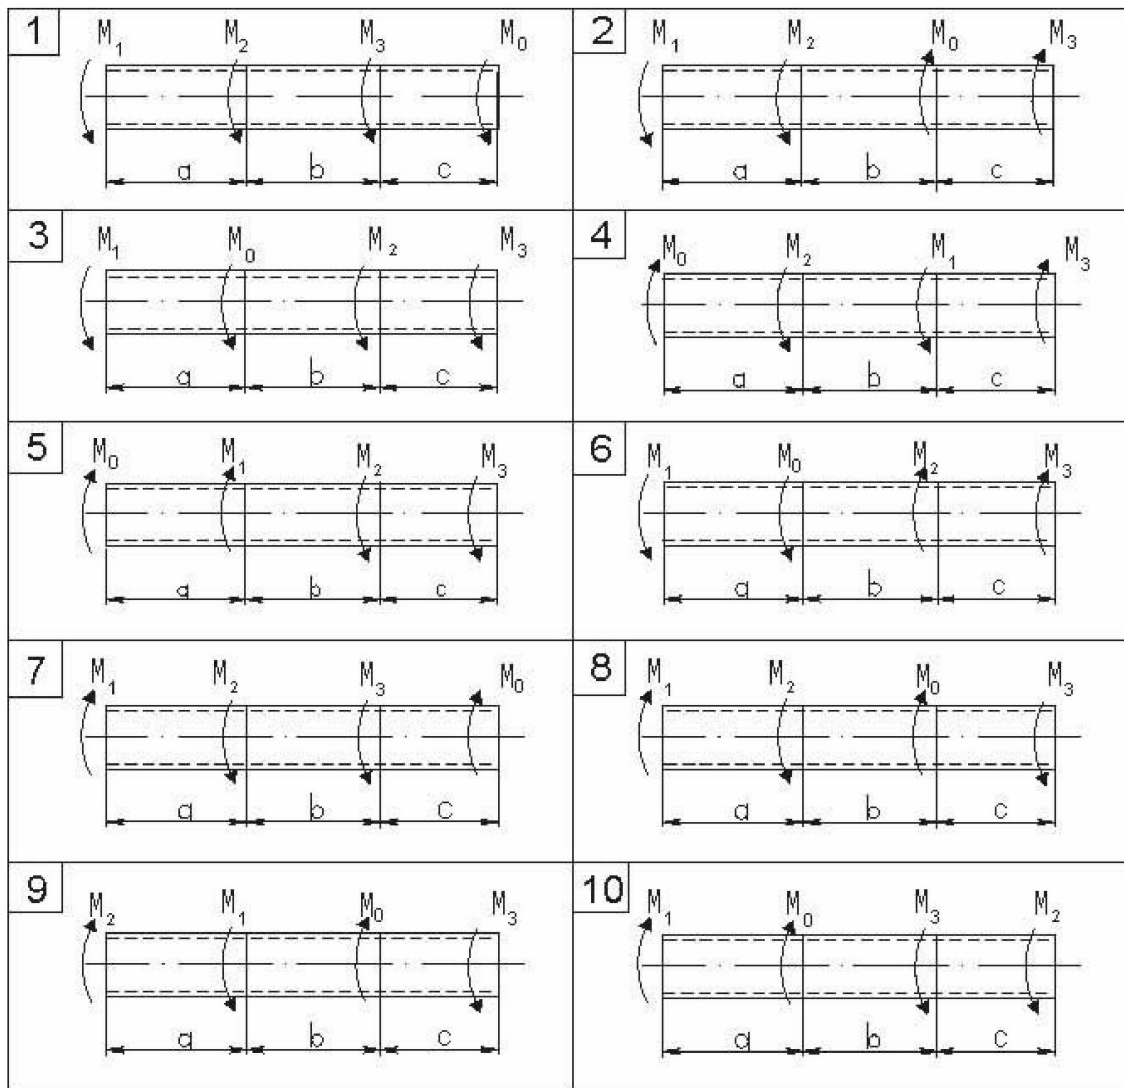 1
M1 M2 M3 M0
a b c
2
M1 M2 M0 M3
a b c
3
M1 M0 M2 M3
a b c
4
M0 M2 M1 M3
a b c
5
M0 M1 M2 M3
a b c
6
M1 M0 M2 M3
a b c
7
M1 M2 M3 M0
a b c
8
M1 M2 M0 M3
a b c
9
M2 M1 M0 M3
a b c
10
M1 M0 M3 M2
a b c